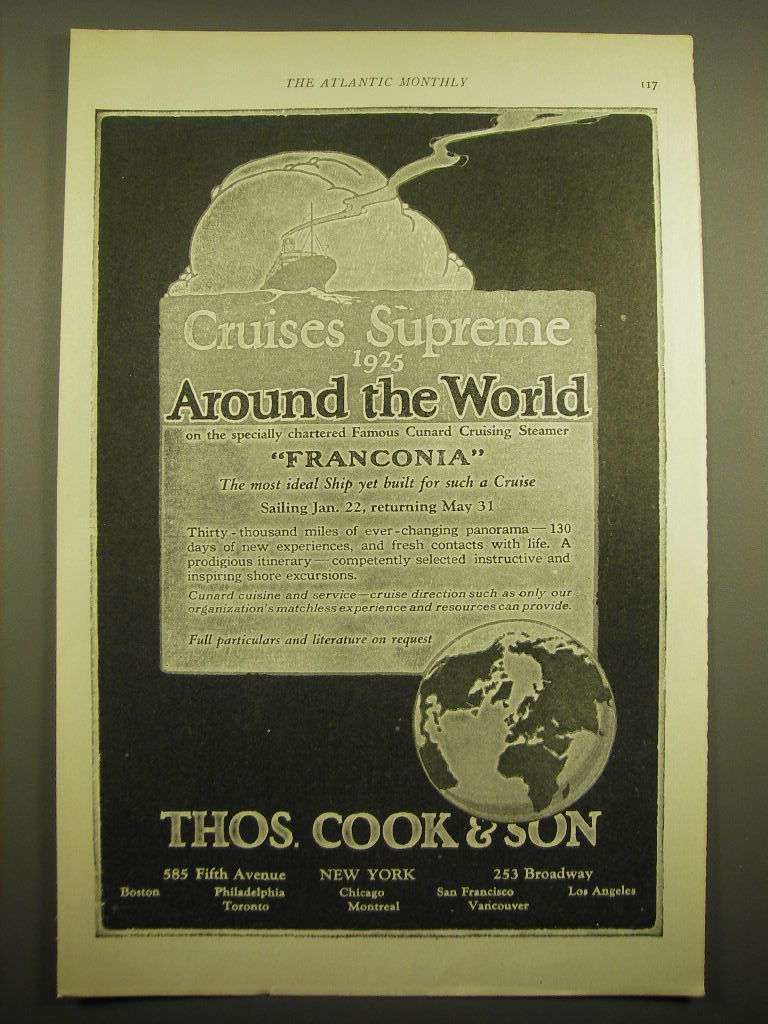 THE ATLANTIC MONTHLY 117
Cruises Supreme
1925
Around the World
on the specially chartered Famous Cunard Cruising Steamer
"FRANCONIA"
The most ideal Ship yet built for such a Cruise
Sailing Jan. 22, returning May 31
Thirty-thousand miles of ever-changing panorama—130
days of new experiences, and fresh contacts with life. A
prodigious itinerary—competently selected instructive and
inspiring shore excursions.
Cunard cuisine and service—cruise direction such as only our
organization's matchless experience and resources can provide.
Full particulars and literature on request
THOS. COOK & SON
585 Fifth Avenue NEW YORK 253 Broadway
Boston Philadelphia Chicago San Francisco Los Angeles
Toronto Montreal Vancouver